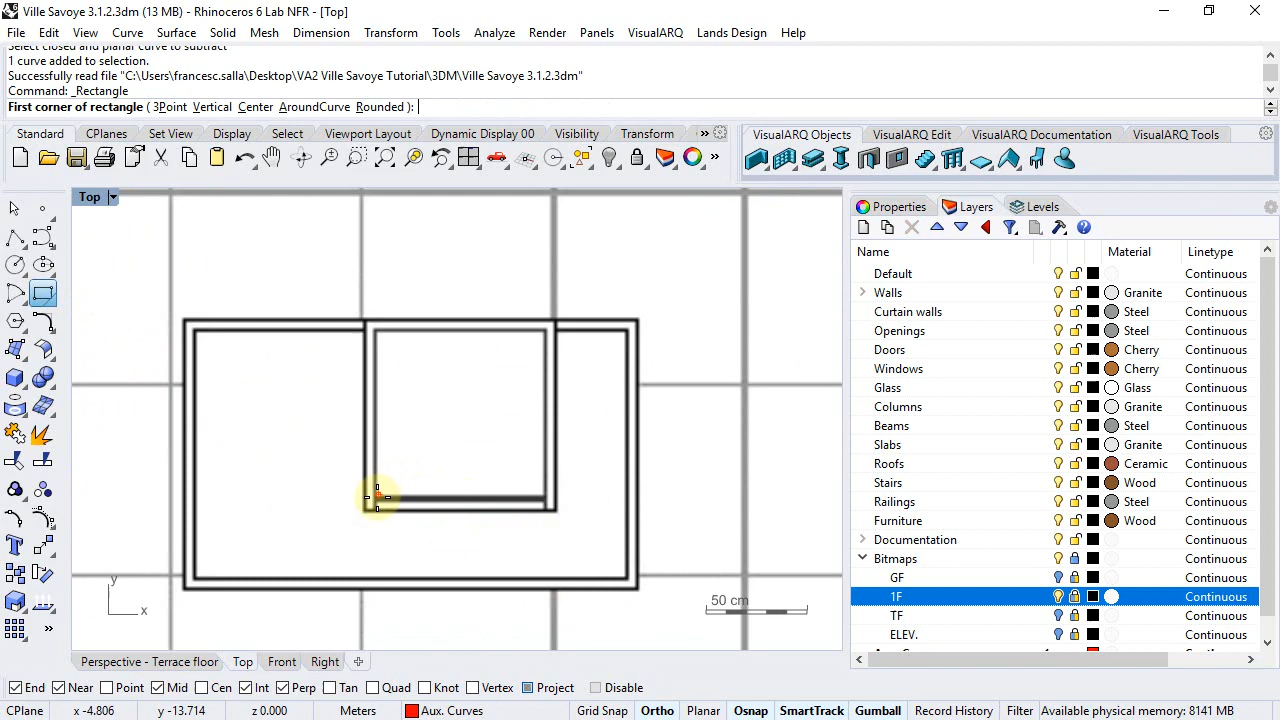 Ville Savoye 3.1.2.3dm (13 MB) - Rhinoceros 6 Lab NFR - [Top]
File Edit View Curve Surface Solid Mesh Dimension Transform Tools Analyze Render Panels VisualARQ Lands Design Help
Select closed and planar curve to subtract
1 curve added to selection.
Successfully read file "C:\Users\francesc.salla\Desktop\VA2 Ville Savoye Tutorial\3DM\Ville Savoye 3.1.2.3dm"
Command: _Rectangle
First corner of rectangle ( 3Point Vertical Center AroundCurve Rounded ):
Standard CPlanes Set View Display Select Viewport Layout Dynamic Display 00 Visibility Transform » VisualARQ Objects VisualARQ Edit VisualARQ Documentation VisualARQ Tools
Top
Properties Layers Levels
Name Material Linetype
Default Continuous
Walls Granite Continuous
Curtain walls Steel Continuous
Openings Steel Continuous
Doors Cherry Continuous
Windows Cherry Continuous
Glass Glass Continuous
Columns Granite Continuous
Beams Steel Continuous
Slabs Granite Continuous
Roofs Ceramic Continuous
Stairs Wood Continuous
Railings Steel Continuous
Furniture Wood Continuous
Documentation Continuous
Bitmaps Continuous
GF Continuous
1F Continuous
TF Continuous
ELEV. Continuous
y
x
50 cm
Perspective - Terrace floor Top Front Right
End Near Point Mid Cen Int Perp Tan Quad Knot Vertex Project Disable
CPlane x -4.806 y -13.714 z 0.000 Meters Aux. Curves Grid Snap Ortho Planar Osnap SmartTrack Gumball Record History Filter Available physical memory: 8141 MB